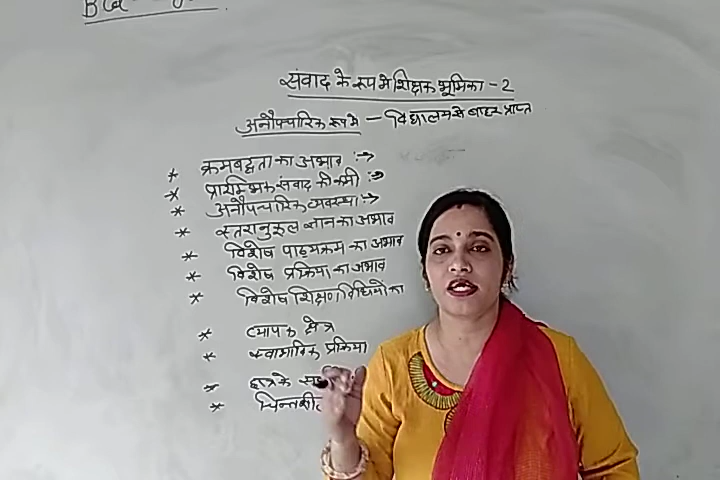 संवाद के रूप मे शिक्षक भूमिका - 2
अनौपचारिक रूप मे - विद्यालय से बाहर प्राप्त
* क्रमबद्धता का अभाव :->
* प्रारम्भिक संवाद की कमी :->
* अनौपचारिक व्यवस्था :->
* स्तरानुकूल ज्ञान का अभाव
* विशेष पाठ्यक्रम का अभाव
* विशेष प्रक्रिया का अभाव
* विशेष शिक्षण विधियों का
* व्यापक क्षेत्र
* स्वाभाविक प्रक्रिया
* छात्र के
*